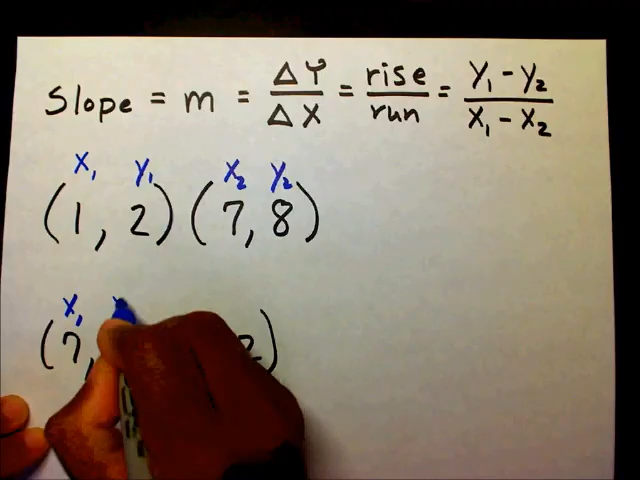 Slope = m = ΔY/ΔX = rise/run = Y₁ - Y₂/X₁ - X₂
X₁ Y₁ X₂ Y₂
(1, 2) (7, 8)
X₁
(7, 2)